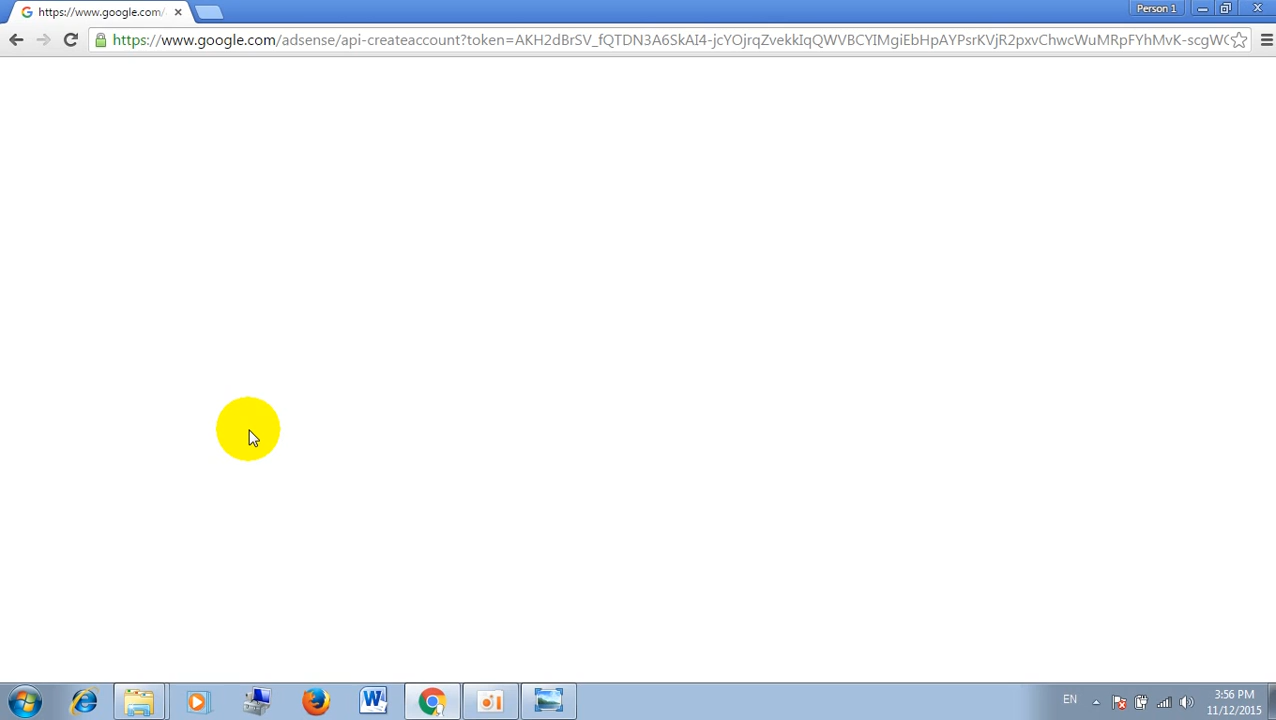 https://www.google.com/
Person 1
https://www.google.com/adsense/api-createaccount?token=AKH2dBrSV_fQTDN3A6SkAI4-jcYOjrqZvekkIqQWVBCYIMgiEbHpAYPsrKVjR2pxvChwcWuMRpFYhMvK-scgWC
EN
3:56 PM
11/12/2015